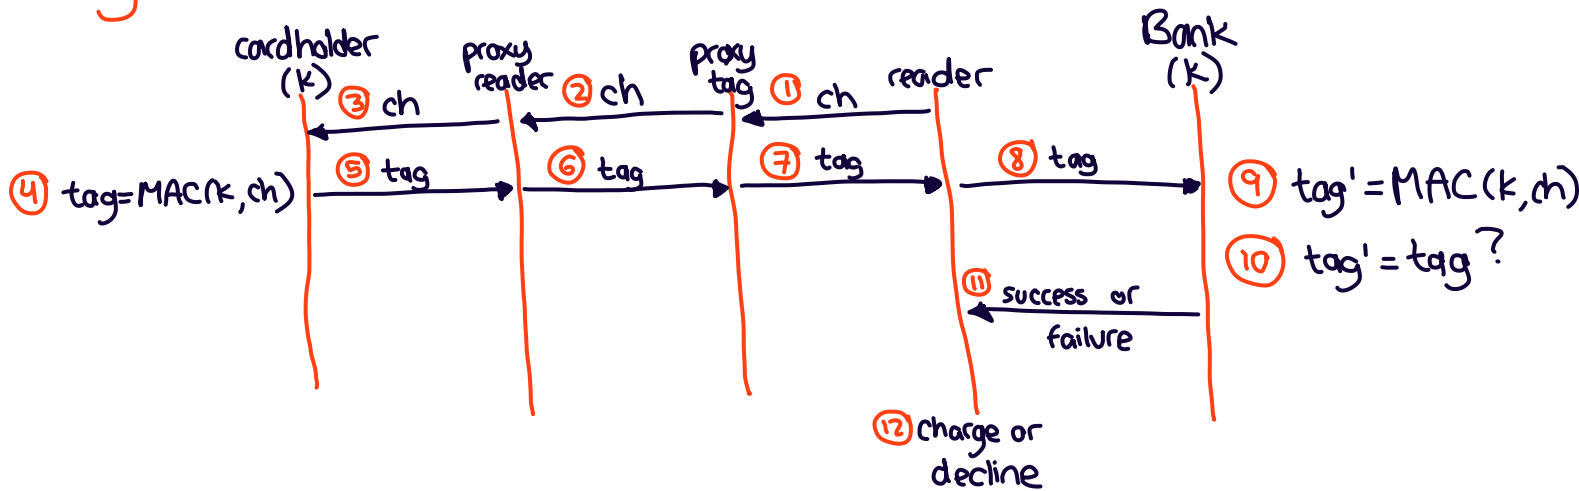 cardholder
(k)
proxy
reader
proxy
tag
reader
Bank
(k)
③ ch
② ch
① ch
④ tag=MAC(k,ch)
⑤ tag
⑥ tag
⑦ tag
⑧ tag
⑨ tag'=MAC(k,ch)
⑩ tag'=tag?
⑪ success or
failure
⑫ charge or
decline